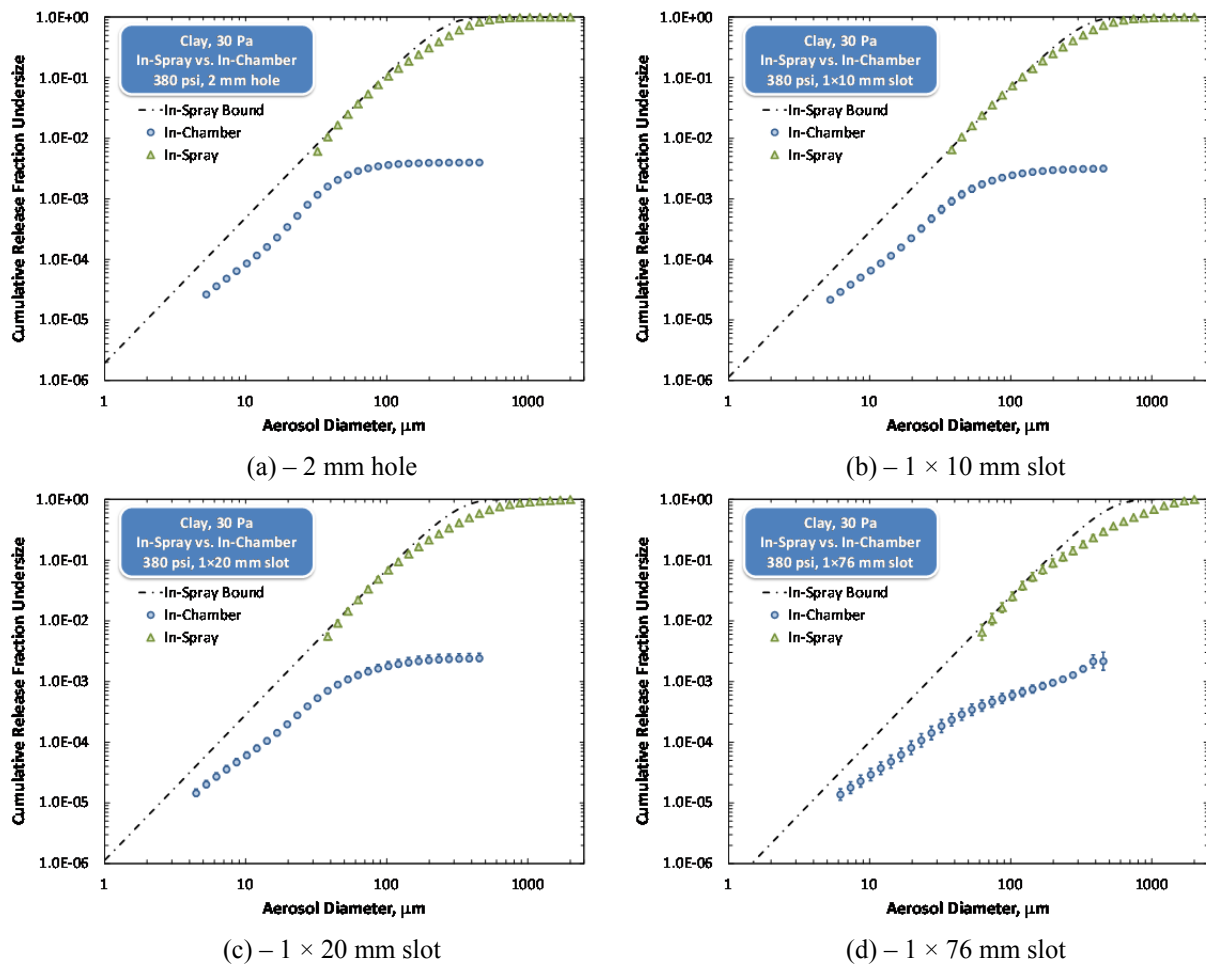 Clay, 30 Pa
In-Spray vs. In-Chamber
380 psi, 2 mm hole
In-Spray Bound
In-Chamber
In-Spray
Cumulative Release Fraction Undersize
1.0E+00
1.0E-01
1.0E-02
1.0E-03
1.0E-04
1.0E-05
1.0E-06
1 10 100 1000
Aerosol Diameter, µm
(a) – 2 mm hole
Clay, 30 Pa
In-Spray vs. In-Chamber
380 psi, 1×10 mm slot
In-Spray Bound
In-Chamber
In-Spray
Cumulative Release Fraction Undersize
1.0E+00
1.0E-01
1.0E-02
1.0E-03
1.0E-04
1.0E-05
1.0E-06
1 10 100 1000
Aerosol Diameter, µm
(b) – 1 × 10 mm slot
Clay, 30 Pa
In-Spray vs. In-Chamber
380 psi, 1×20 mm slot
In-Spray Bound
In-Chamber
In-Spray
Cumulative Release Fraction Undersize
1.0E+00
1.0E-01
1.0E-02
1.0E-03
1.0E-04
1.0E-05
1.0E-06
1 10 100 1000
Aerosol Diameter, µm
(c) – 1 × 20 mm slot
Clay, 30 Pa
In-Spray vs. In-Chamber
380 psi, 1×76 mm slot
In-Spray Bound
In-Chamber
In-Spray
Cumulative Release Fraction Undersize
1.0E+00
1.0E-01
1.0E-02
1.0E-03
1.0E-04
1.0E-05
1.0E-06
1 10 100 1000
Aerosol Diameter, µm
(d) – 1 × 76 mm slot